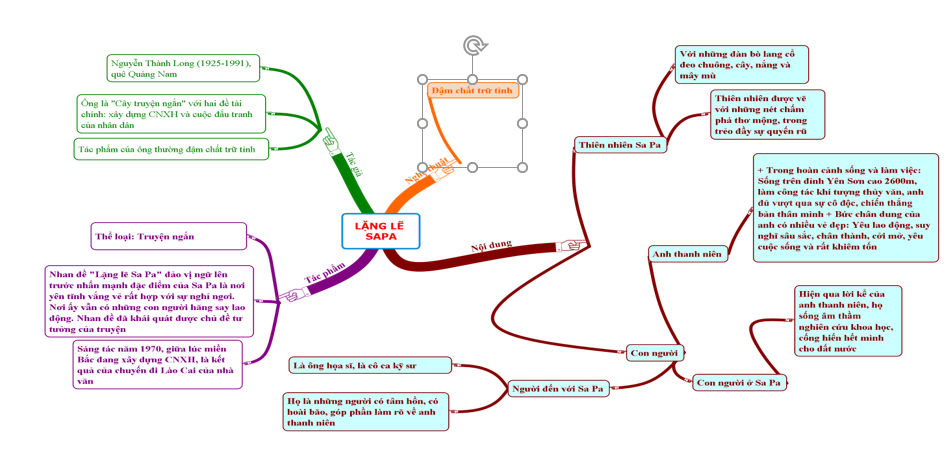 Nguyễn Thành Long (1925-1991),
quê Quảng Nam
Ông là "Cây truyện ngắn" với hai đề tài
chính: xây dựng CNXH và cuộc đấu tranh
của nhân dân
Tác phẩm của ông thường đậm chất trữ tình
Tác giả
Đậm chất trữ tình
Nghệ thuật
LẶNG LẼ
SAPA
Thể loại: Truyện ngắn
Nhan đề "Lặng lẽ Sa Pa" đảo vị ngữ lên
trước nhấn mạnh đặc điểm của Sa Pa là nơi
yên tĩnh vắng vẻ rất hợp với sự nghỉ ngơi.
Nơi ấy vẫn có những con người hăng say lao
động. Nhan đề đã khái quát được chủ đề tư
tưởng của truyện
Sáng tác năm 1970, giữa lúc miền
Bắc đang xây dựng CNXH, là kết
quả của chuyến đi Lào Cai của nhà
văn
Tác phẩm
Nội dung
Thiên nhiên Sa Pa
Với những đàn bò lang cổ
đeo chuông, cây, nắng và
mây mù
Thiên nhiên được vẽ
với những nét chấm
phá thơ mộng, trong
trẻo đầy sự quyến rũ
Con người
Anh thanh niên
+ Trong hoàn cảnh sống và làm việc:
Sống trên đỉnh Yên Sơn cao 2600m,
làm công tác khí tượng thủy văn, anh
đủ vượt qua sự cô độc, chiến thắng
bản thân mình + Bức chân dung của
anh có nhiều vẻ đẹp: Yêu lao động, suy
nghĩ sâu sắc, chân thành, cởi mở, yêu
cuộc sống và rất khiêm tốn
Con người ở Sa Pa
Hiện qua lời kể của
anh thanh niên, họ
sống âm thầm
nghiên cứu khoa học,
cống hiến hết mình
cho đất nước
Người đến với Sa Pa
Là ông họa sĩ, là cô ca kỹ sư
Họ là những người có tâm hồn, có
hoài bão, góp phần làm rõ về anh
thanh niên